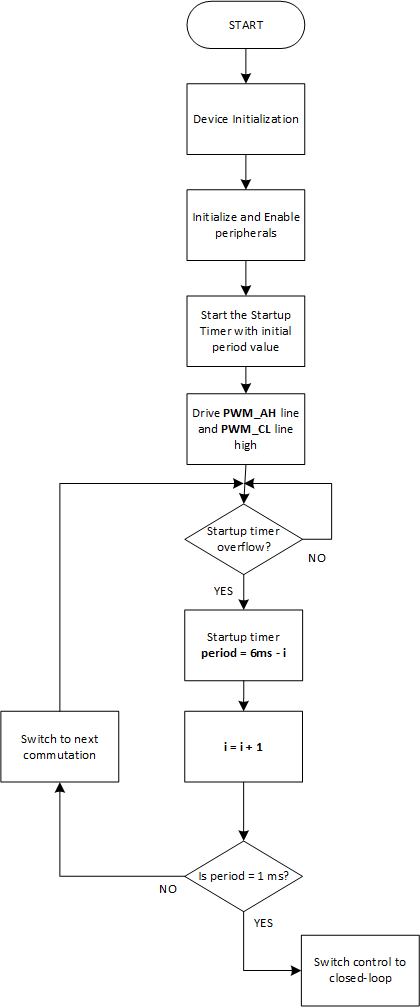 START
Device Initialization
Initialize and Enable
peripherals
Start the Startup
Timer with initial
period value
Drive PWM_AH line
and PWM_CL line
high
Startup timer
overflow?
NO
YES
Startup timer
period = 6ms - i
Switch to next
commutation
i = i + 1
Is period = 1 ms?
NO
YES
Switch control to
closed-loop